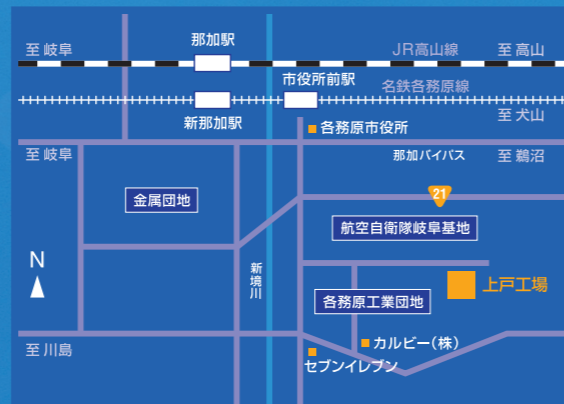 那加駅
至 岐阜
JR高山線
至 高山
市役所前駅
名鉄各務原線
新那加駅
至 犬山
各務原市役所
至 岐阜
那加バイパス
至 鵜沼
21
金属団地
航空自衛隊岐阜基地
N
新境川
上戸工場
各務原工業団地
カルビー(株)
至 川島
セブンイレブン